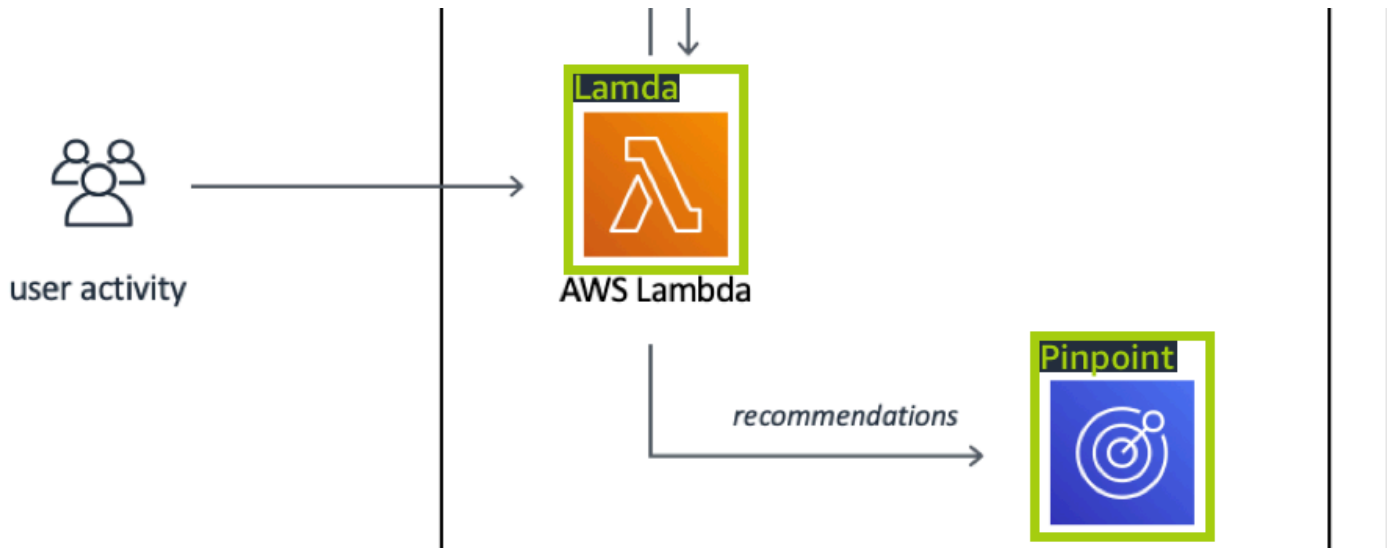 Lamda
user activity
AWS Lambda
Pinpoint
recommendations